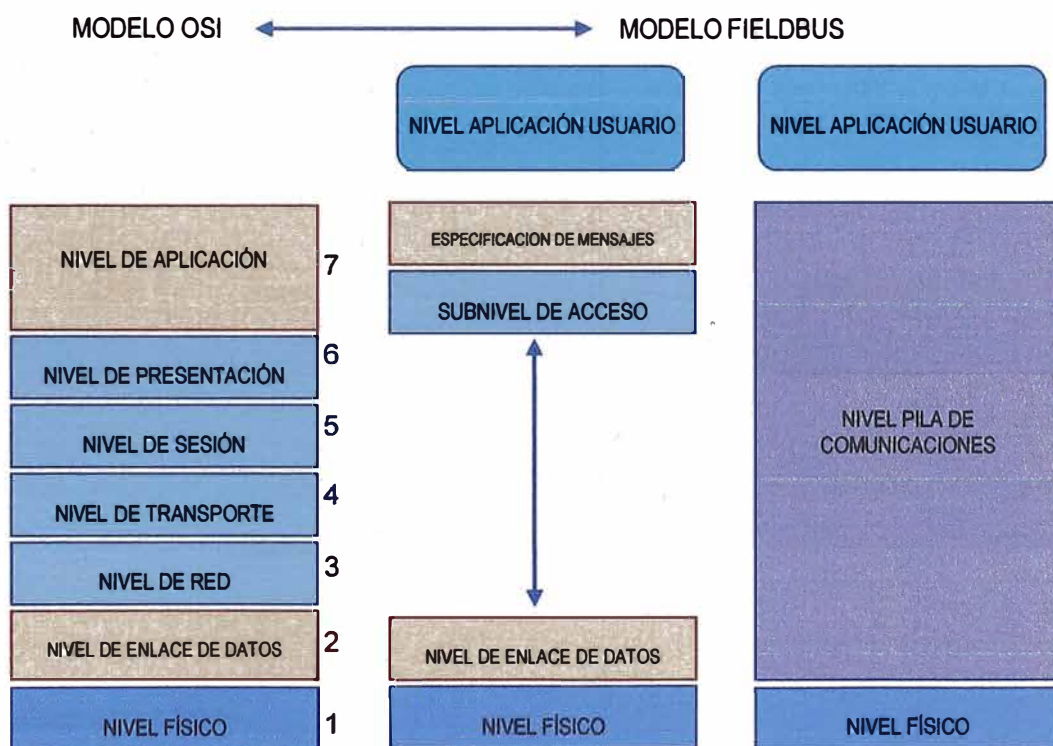 MODELO OSI
MODELO FIELDBUS
NIVEL APLICACIÓN USUARIO
NIVEL APLICACIÓN USUARIO
NIVEL DE APLICACIÓN
7
ESPECIFICACION DE MENSAJES
SUBNIVEL DE ACCESO
NIVEL DE PRESENTACIÓN
6
NIVEL DE SESIÓN
5
NIVEL PILA DE
COMUNICACIONES
NIVEL DE TRANSPORTE
4
NIVEL DE RED
3
NIVEL DE ENLACE DE DATOS
2
NIVEL DE ENLACE DE DATOS
NIVEL FÍSICO
1
NIVEL FÍSICO
NIVEL FÍSICO